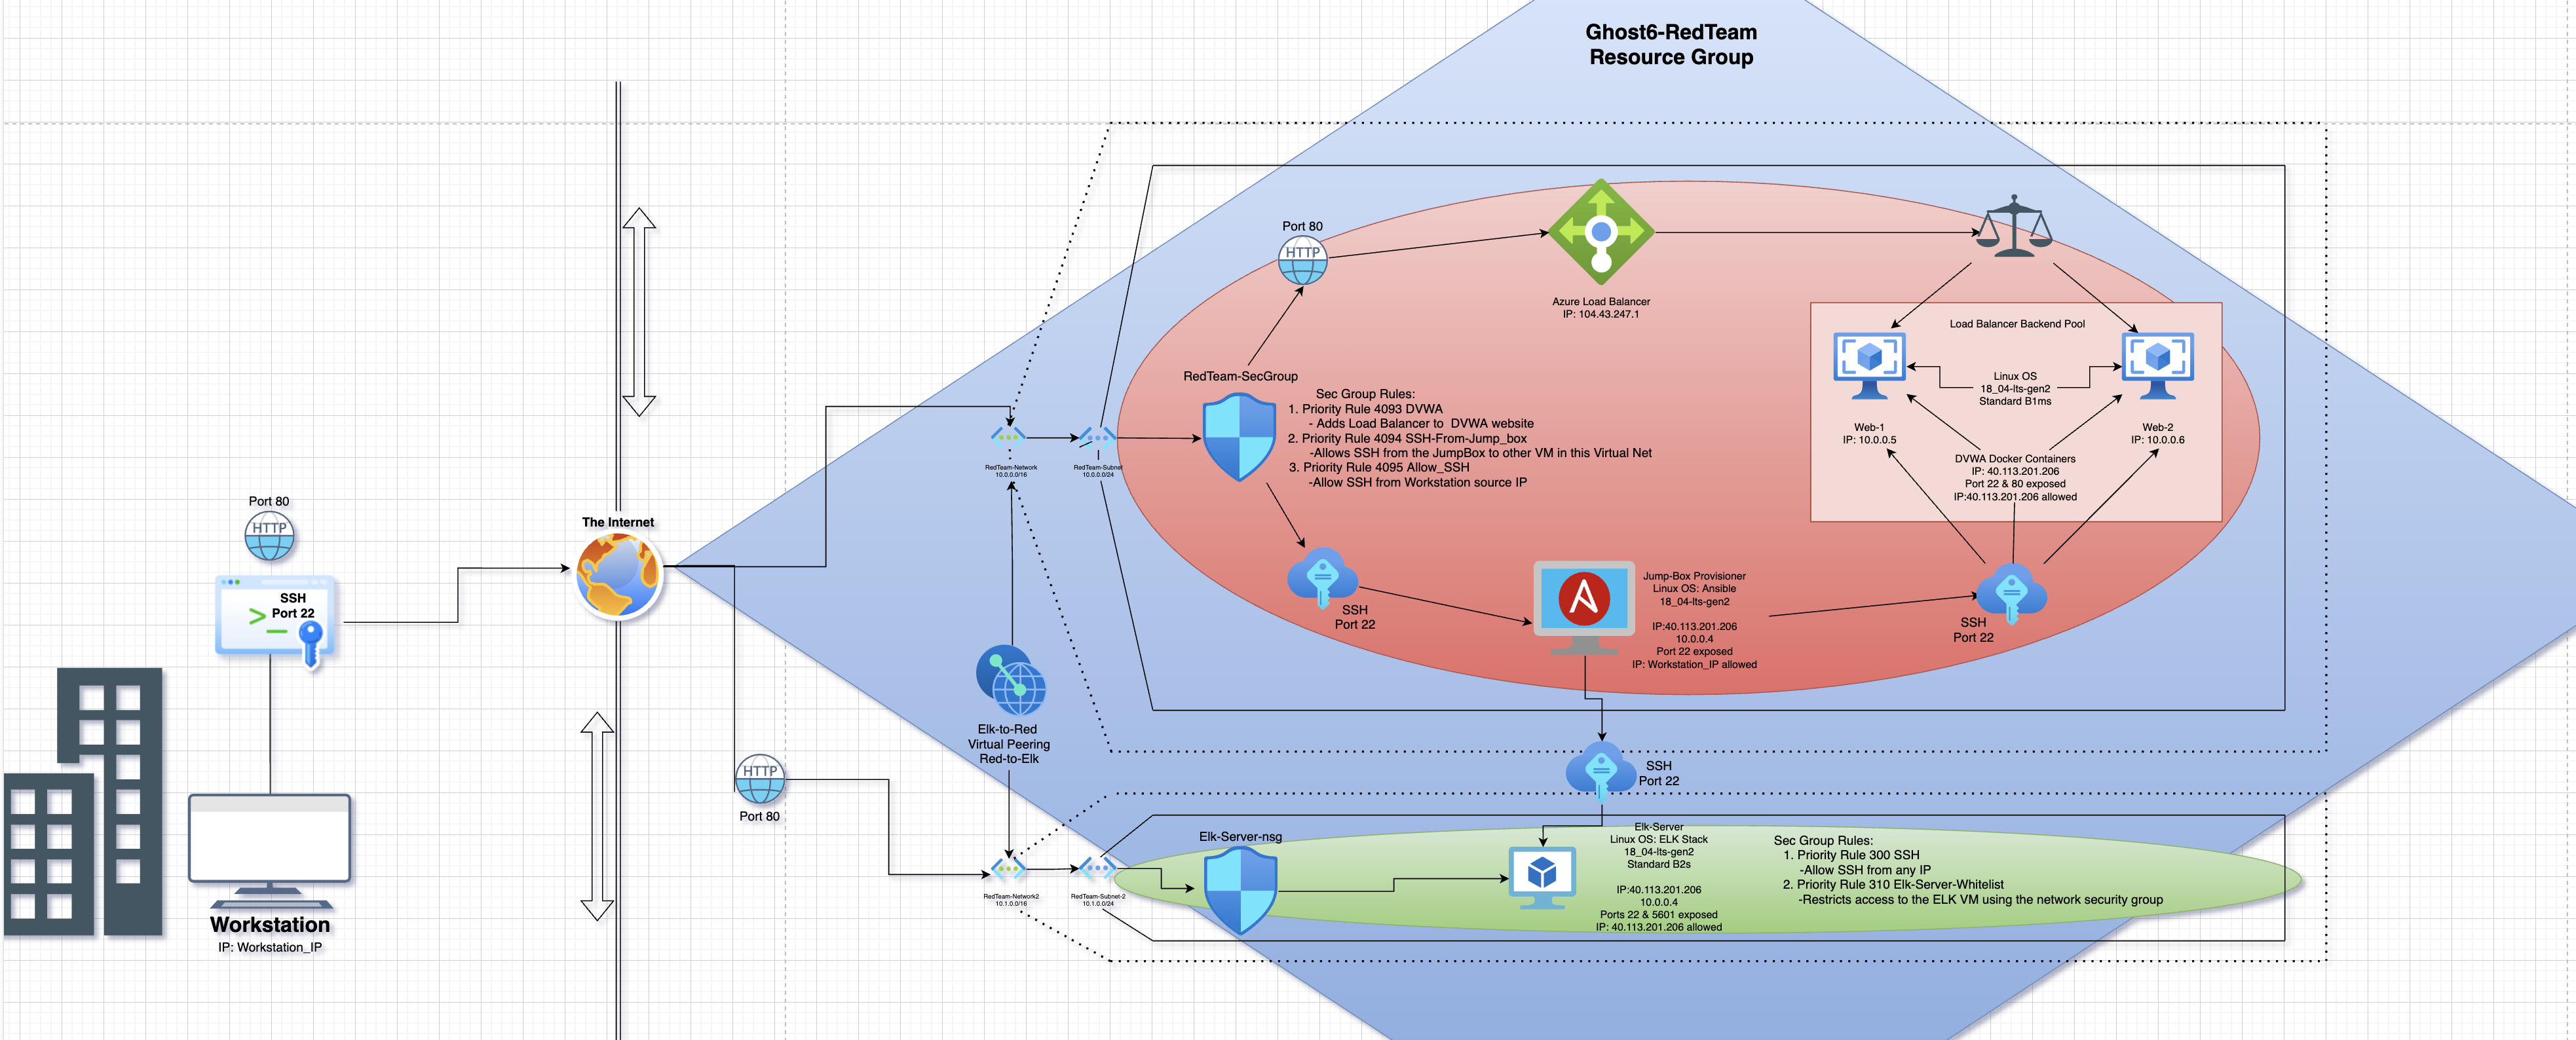 Ghost6-RedTeam
Resource Group
Port 80
HTTP
SSH
Port 22
Workstation
IP: Workstation_IP
The Internet
HTTP
Port 80
RedTeam-Network
10.0.0.0/16
RedTeam-Subnet
10.0.0.0/24
Elk-to-Red
Virtual Peering
Red-to-Elk
RedTeam-Network2
10.1.0.0/16
RedTeam-Subnet-2
10.1.0.0/24
Port 80
HTTP
RedTeam-SecGroup
Sec Group Rules:
1. Priority Rule 4093 DVWA
- Adds Load Balancer to DVWA website
2. Priority Rule 4094 SSH-From-Jump_box
-Allows SSH from the JumpBox to other VM in this Virtual Net
3. Priority Rule 4095 Allow_SSH
-Allow SSH from Workstation source IP
Azure Load Balancer
IP: 104.43.247.1
Load Balancer Backend Pool
Linux OS
18_04-lts-gen2
Standard B1ms
Web-1
IP: 10.0.0.5
Web-2
IP: 10.0.0.6
DVWA Docker Containers
IP: 40.113.201.206
Port 22 & 80 exposed
IP:40.113.201.206 allowed
SSH
Port 22
Jump-Box Provisioner
Linux OS: Ansible
18_04-lts-gen2
IP:40.113.201.206
10.0.0.4
Port 22 exposed
IP: Workstation_IP allowed
SSH
Port 22
SSH
Port 22
Elk-Server-nsg
Elk-Server
Linux OS: ELK Stack
18_04-lts-gen2
Standard B2s
IP:40.113.201.206
10.0.0.4
Ports 22 & 5601 exposed
IP: 40.113.201.206 allowed
Sec Group Rules:
1. Priority Rule 300 SSH
-Allow SSH from any IP
2. Priority Rule 310 Elk-Server-Whitelist
-Restricts access to the ELK VM using the network security group